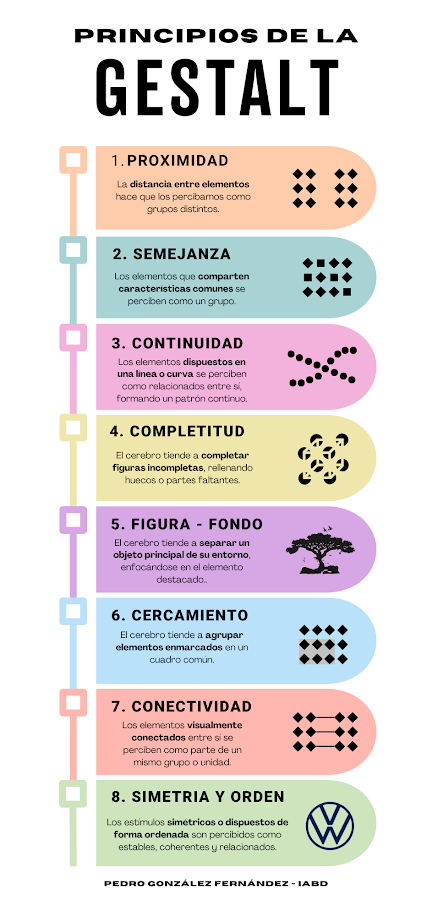 PRINCIPIOS DE LA
GESTALT
1. PROXIMIDAD
La distancia entre elementos
hace que los percibamos como
grupos distintos.
2. SEMEJANZA
Los elementos que comparten
características comunes se
perciben como un grupo.
3. CONTINUIDAD
Los elementos dispuestos en
una línea o curva se perciben
como relacionados entre sí,
formando un patrón continuo.
4. COMPLETITUD
El cerebro tiende a completar
figuras incompletas, rellenando
huecos o partes faltantes.
5. FIGURA - FONDO
El cerebro tiende a separar un
objeto principal de su entorno,
enfocándose en el elemento
destacado..
6. CERCAMIENTO
El cerebro tiende a agrupar
elementos enmarcados en un
cuadro común.
7. CONECTIVIDAD
Los elementos visualmente
conectados entre sí se
perciben como parte de un
mismo grupo o unidad.
8. SIMETRIA Y ORDEN
Los estímulos simétricos o dispuestos de
forma ordenada son percibidos como
estables, coherentes y relacionados.
PEDRO GONZÁLEZ FERNÁNDEZ - IABD